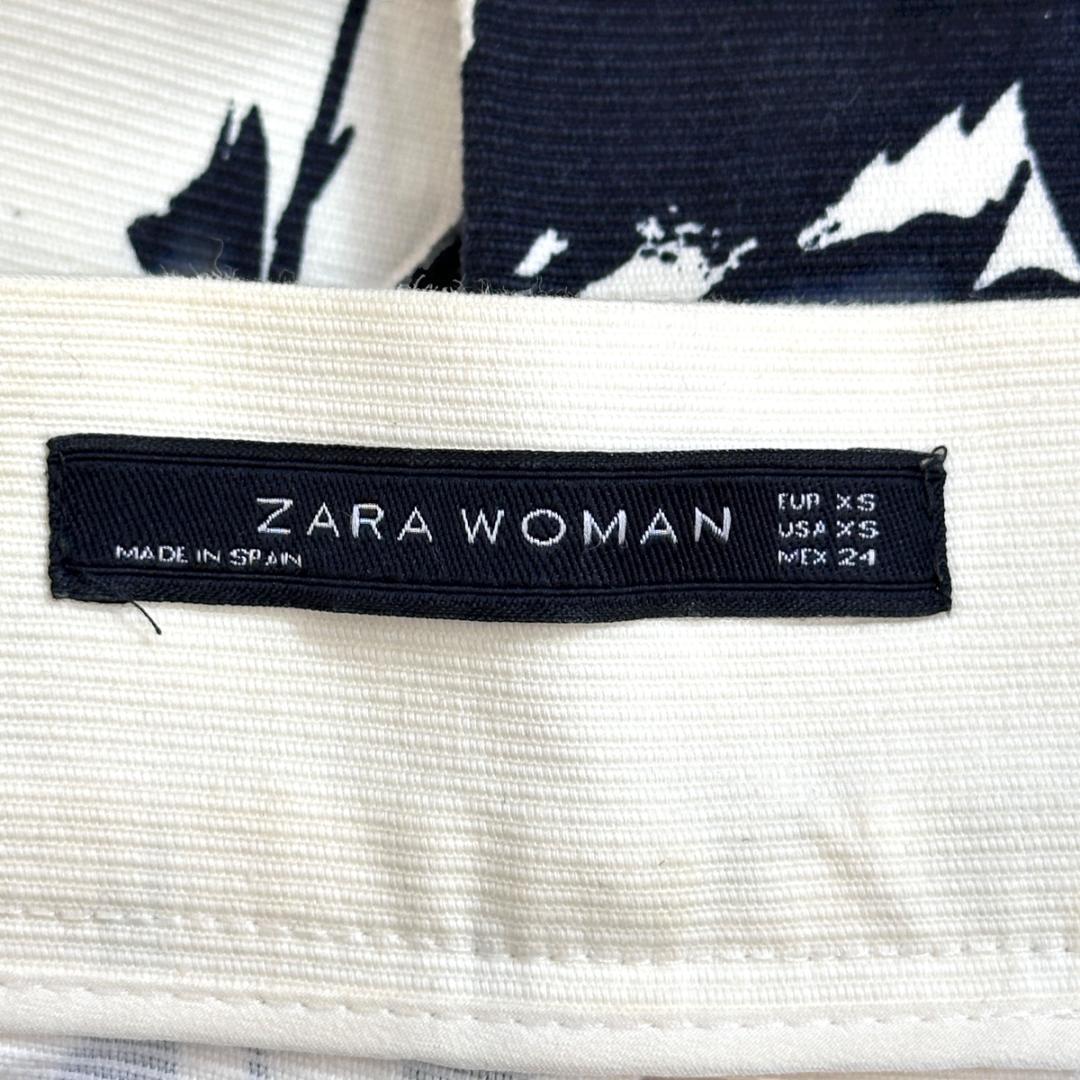 ZARA WOMAN
MADE IN SPAIN
EUR XS
USA XS
MEX 24